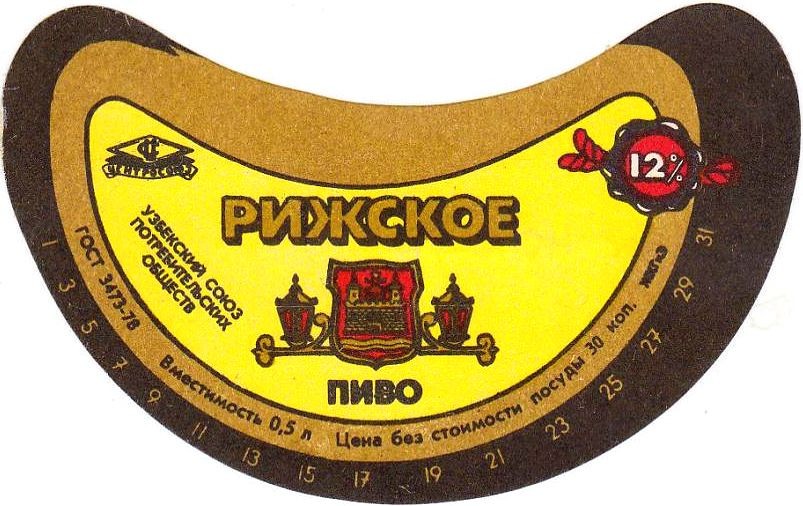 ЦЕНТРОСОЮЗ
12%
РИЖСКОЕ
УЗБЕКСКИЙ СОЮЗ
ПОТРЕБИТЕЛЬСКИХ
ОБЩЕСТВ
ПИВО
ГОСТ 3473-78
Вместимость 0,5 л Цена без стоимости посуды 30 коп.
1 3 5 7 9 11 13 15 17 19 21 23 25 27 29 31